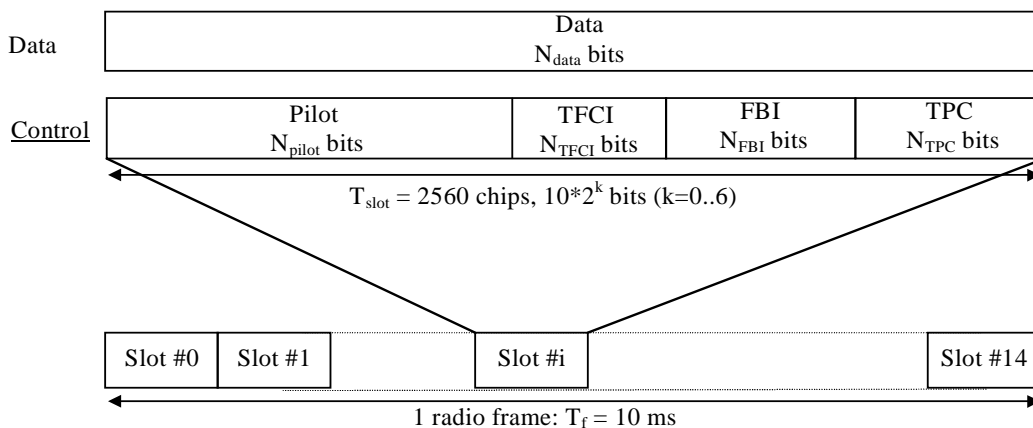 Data
Data
N_data bits
Control
Pilot
N_pilot bits
TFCI
N_TFCI bits
FBI
N_FBI bits
TPC
N_TPC bits
T_slot = 2560 chips, 10*2^k bits (k=0..6)
Slot #0
Slot #1
Slot #i
Slot #14
1 radio frame: T_f = 10 ms